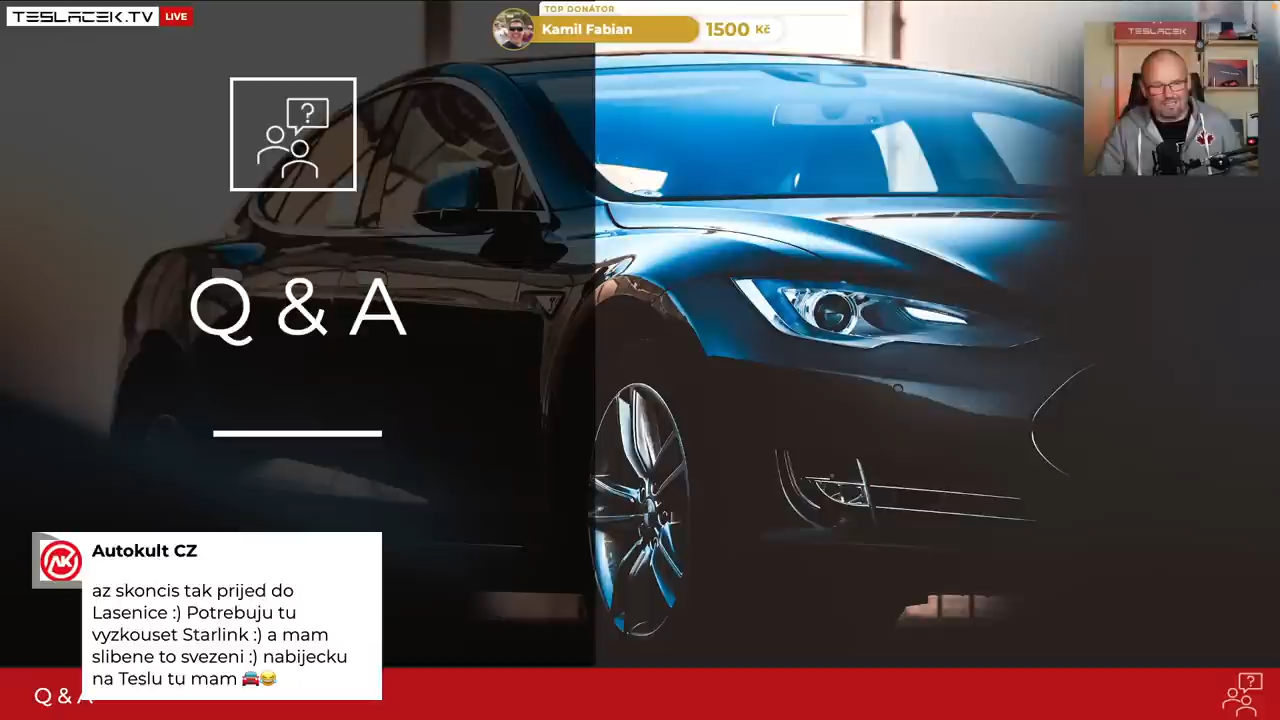 TESLACEK.TV LIVE
TOP DONÁTOR
Kamil Fabian 1500 Kč
TESLACEK
?
Q & A
Autokult CZ
az skoncis tak prijed do
Lasenice :) Potrebuju tu
vyzkouset Starlink :) a mam
slibene to svezeni :) nabijecku
na Teslu tu mam 🚘😂
Q & A
?